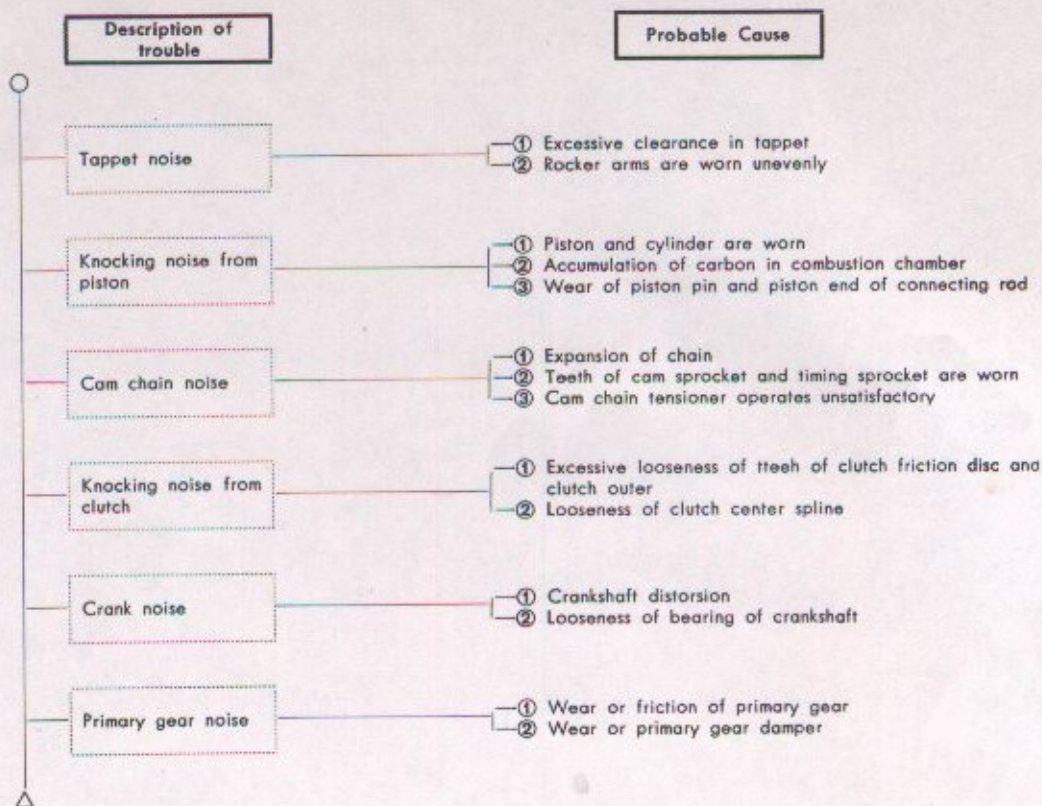 Description of
trouble
Probable Cause
Tappet noise
① Excessive clearance in tappet
② Rocker arms are worn unevenly
Knocking noise from
piston
① Piston and cylinder are worn
② Accumulation of carbon in combustion chamber
③ Wear of piston pin and piston end of connecting rod
Cam chain noise
① Expansion of chain
② Teeth of cam sprocket and timing sprocket are worn
③ Cam chain tensioner operates unsatisfactory
Knocking noise from
clutch
① Excessive looseness of tteeh of clutch friction disc and
clutch outer
② Looseness of clutch center spline
Crank noise
① Crankshaft distorsion
② Looseness of bearing of crankshaft
Primary gear noise
① Wear or friction of primary gear
② Wear or primary gear damper